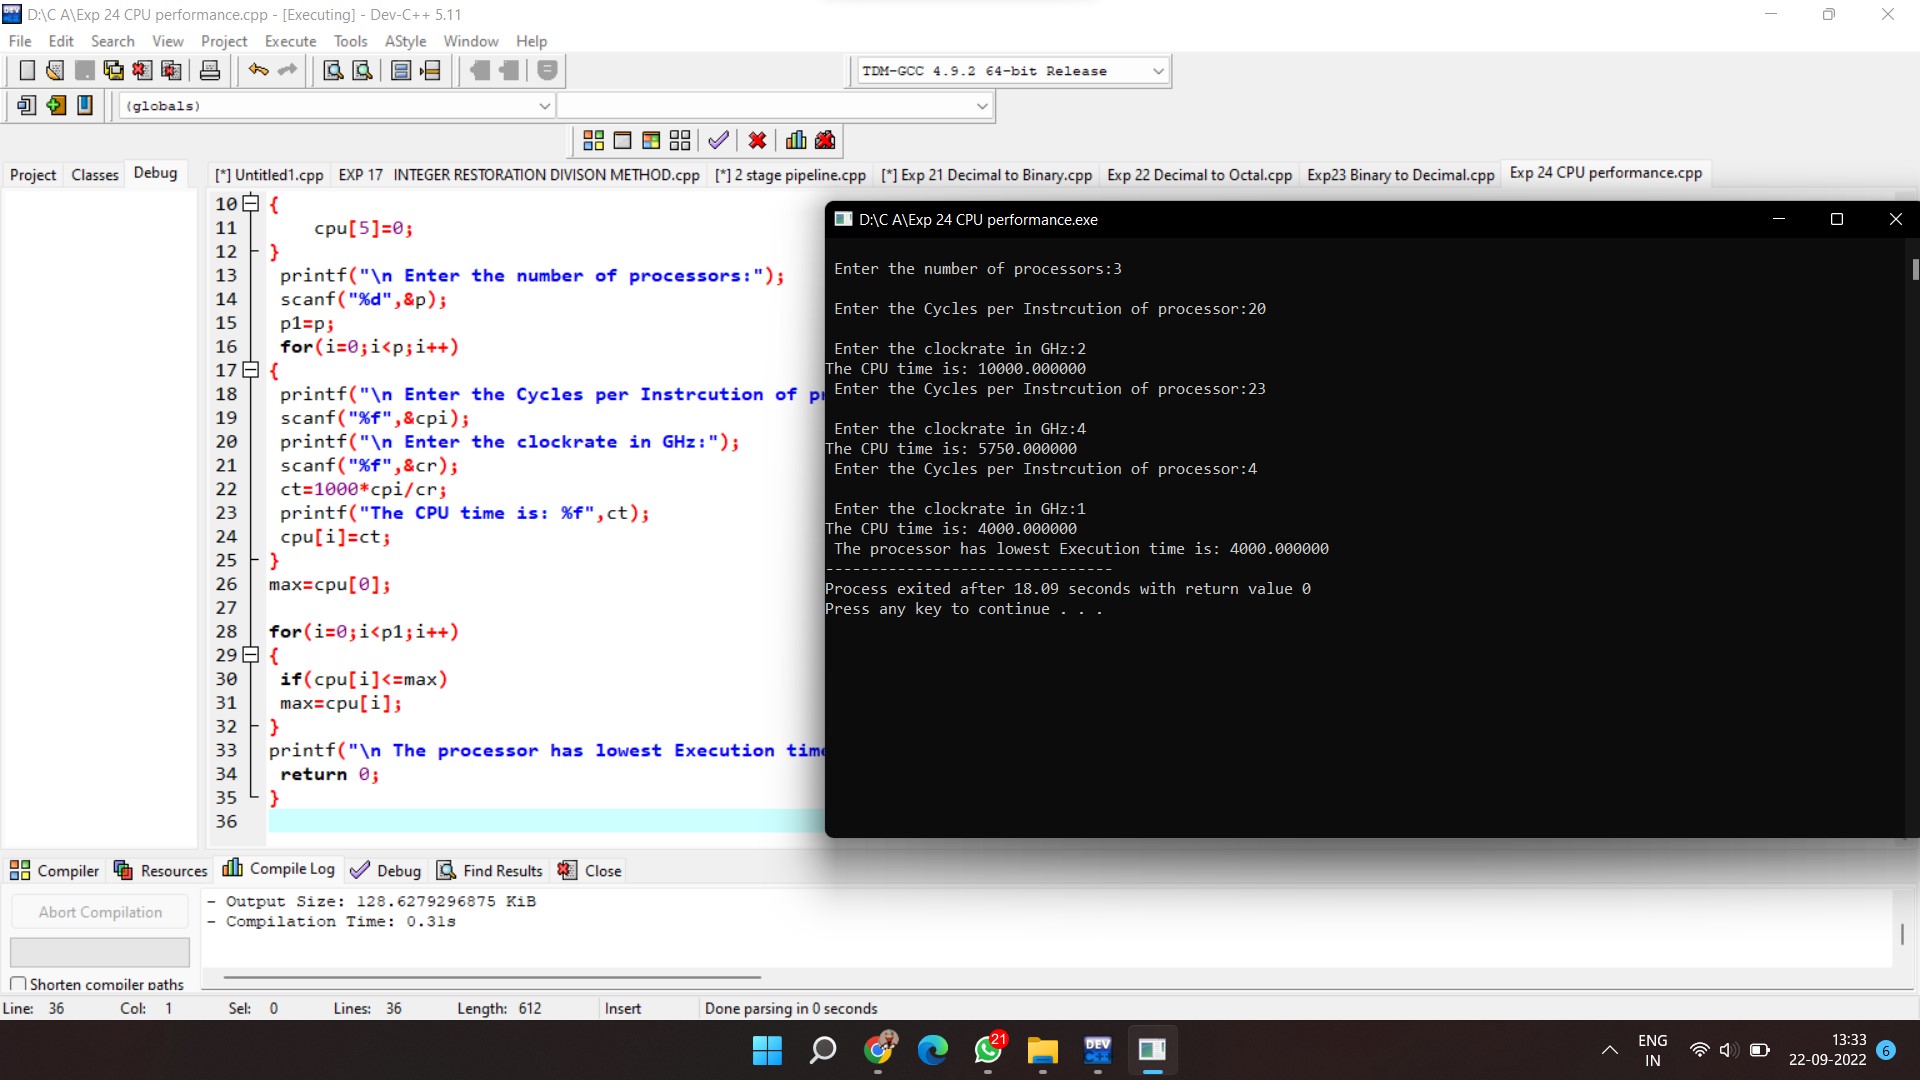 D:\C A\Exp 24 CPU performance.cpp - [Executing] - Dev-C++ 5.11
File Edit Search View Project Execute Tools AStyle Window Help
TDM-GCC 4.9.2 64-bit Release
(globals)
Project Classes Debug
[*] Untitled1.cpp EXP 17 INTEGER RESTORATION DIVISON METHOD.cpp [*] 2 stage pipeline.cpp [*] Exp 21 Decimal to Binary.cpp Exp 22 Decimal to Octal.cpp Exp23 Binary to Decimal.cpp Exp 24 CPU performance.cpp
10 {
11 cpu[5]=0;
12 }
13 printf("\n Enter the number of processors:");
14 scanf("%d",&p);
15 p1=p;
16 for(i=0;i<p;i++)
17 {
18 printf("\n Enter the Cycles per Instrcution of
19 scanf("%f",&cpi);
20 printf("\n Enter the clockrate in GHz:");
21 scanf("%f",&cr);
22 ct=1000*cpi/cr;
23 printf("The CPU time is: %f",ct);
24 cpu[i]=ct;
25 }
26 max=cpu[0];
27
28 for(i=0;i<p1;i++)
29 {
30 if(cpu[i]<=max)
31 max=cpu[i];
32 }
33 printf("\n The processor has lowest Execution
34 return 0;
35 }
36
D:\C A\Exp 24 CPU performance.exe
Enter the number of processors:3
Enter the Cycles per Instrcution of processor:20
Enter the clockrate in GHz:2
The CPU time is: 10000.000000
Enter the Cycles per Instrcution of processor:23
Enter the clockrate in GHz:4
The CPU time is: 5750.000000
Enter the Cycles per Instrcution of processor:4
Enter the clockrate in GHz:1
The CPU time is: 4000.000000
The processor has lowest Execution time is: 4000.000000
--------------------------------
Process exited after 18.09 seconds with return value 0
Press any key to continue . . .
Compiler Resources Compile Log Debug Find Results Close
Abort Compilation
- Output Size: 128.6279296875 KiB
- Compilation Time: 0.31s
Shorten compiler paths
Line: 36 Col: 1 Sel: 0 Lines: 36 Length: 612 Insert Done parsing in 0 seconds
21
DEV
C++
ENG
IN
13:33
22-09-2022
6